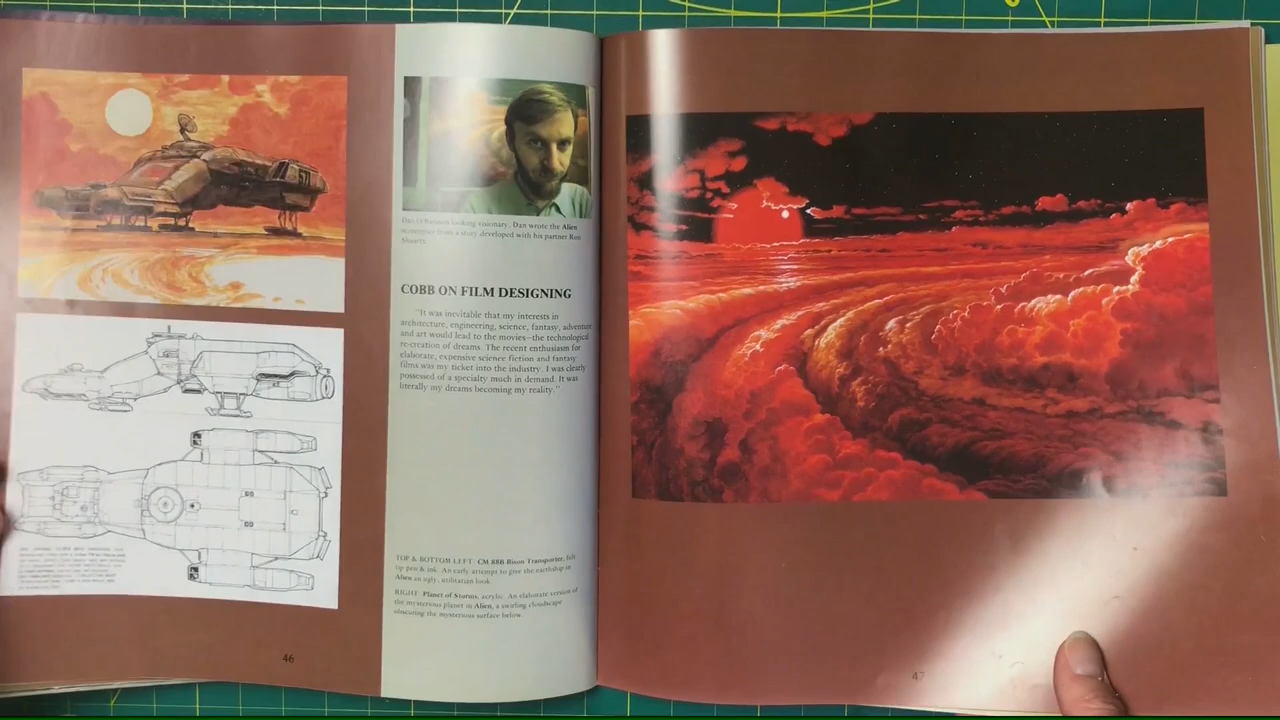 Dan O'Bannon looking visionary. Dan wrote the Alien
screenplay from a story developed with his partner Ron
Shusett.
COBB ON FILM DESIGNING
"It was inevitable that my interests in
architecture, engineering, science, fantasy, adventure
and art would lead to the movies—the technological
re-creation of dreams. The recent enthusiasm for
elaborate, expensive science fiction and fantasy
films was my ticket into the industry. I was clearly
possessed of a specialty much in demand. It was
literally my dreams becoming my reality."
TOP & BOTTOM LEFT: CM 88B Bison Transporter, felt
tip pen & ink. An early attempt to give the earthship in
Alien an ugly, utilitarian look.
RIGHT: Planet of Storms, acrylic. An elaborate version of
the mysterious planet in Alien, a swirling cloudscape
obscuring the mysterious surface below.
46
47